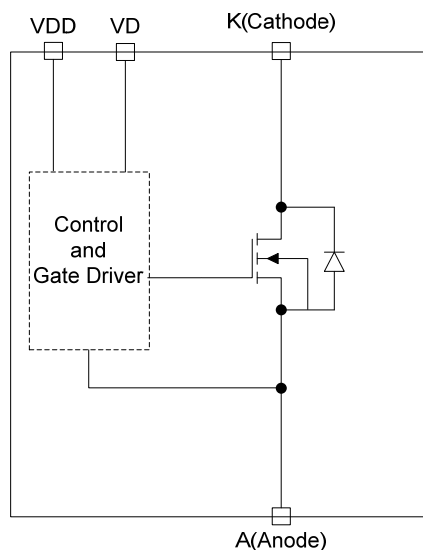 VDD VD K(Cathode)
Control
and
Gate Driver
A(Anode)